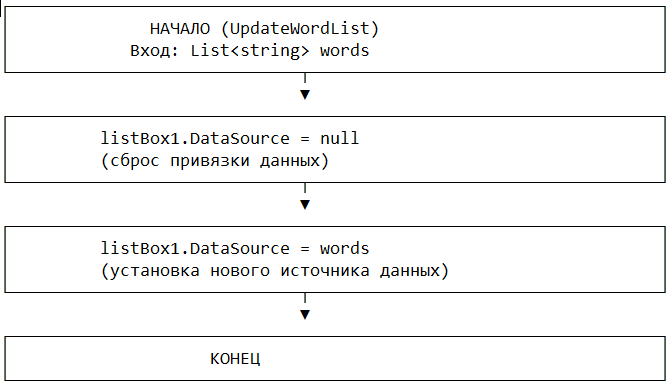 НАЧАЛО (UpdateWordList)
Вход: List<string> words
listBox1.DataSource = null
(сброс привязки данных)
listBox1.DataSource = words
(установка нового источника данных)
КОНЕЦ